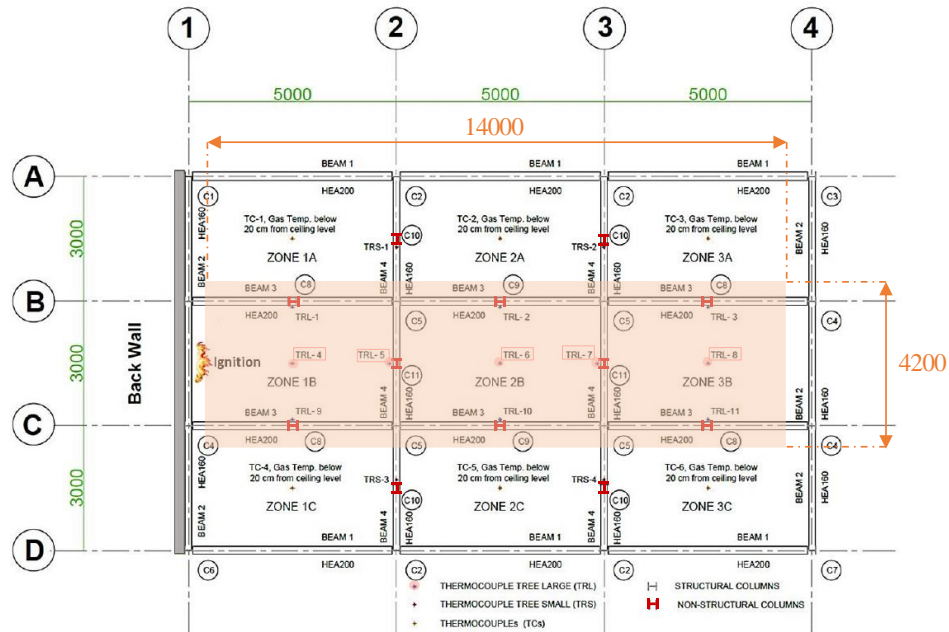 1 2 3 4
5000 5000 5000
14000
BEAM 1 BEAM 1 BEAM 1
A
HEA200 HEA200 HEA200
C1 C2 C2 C3
HEA160 HEA160
TC-1, Gas Temp. below TC-2, Gas Temp. below TC-3, Gas Temp. below
20 cm from ceiling level 20 cm from ceiling level 20 cm from ceiling level
3000
C10 C10
TRS-1 TRS-2
ZONE 1A ZONE 2A ZONE 3A
BEAM 2 BEAM 4 HEA160 BEAM 4 HEA160 BEAM 2
C8 C9 C8
BEAM 3 BEAM 3 BEAM 3
B
HEA200 TRL-1 HEA200 TRL- 2 HEA200 TRL- 3
C5 C5 C4
Back Wall
3000
Ignition
TRL-4 TRL- 5 TRL-6 TRL- 7 TRL- 8
4200
C11 C11
ZONE 1B ZONE 2B ZONE 3B
BEAM 4 HEA160 BEAM 4 HEA160 BEAM 2 HEA160
BEAM 3 TRL- 9 BEAM 3 TRL-10 BEAM 3 TRL-11
C
C4 HEA200 C8 C5 HEA200 C9 C5 HEA200 C8 C4
HEA160 HEA160
TC-4, Gas Temp. below TC-5, Gas Temp. below TC-6, Gas Temp. below
20 cm from ceiling level 20 cm from ceiling level 20 cm from ceiling level
3000
TRS-3 TRS-4
C10 C10
ZONE 1C ZONE 2C ZONE 3C
BEAM 2 BEAM 4 HEA160 BEAM 4 HEA160 BEAM 2
BEAM 1 BEAM 1 BEAM 1
D
HEA200 HEA200 HEA200
C6 C2 C2 C7
THERMOCOUPLE TREE LARGE (TRL) STRUCTURAL COLUMNS
THERMOCOUPLE TREE SMALL (TRS) NON-STRUCTURAL COLUMNS
THERMOCOUPLEs (TCs)